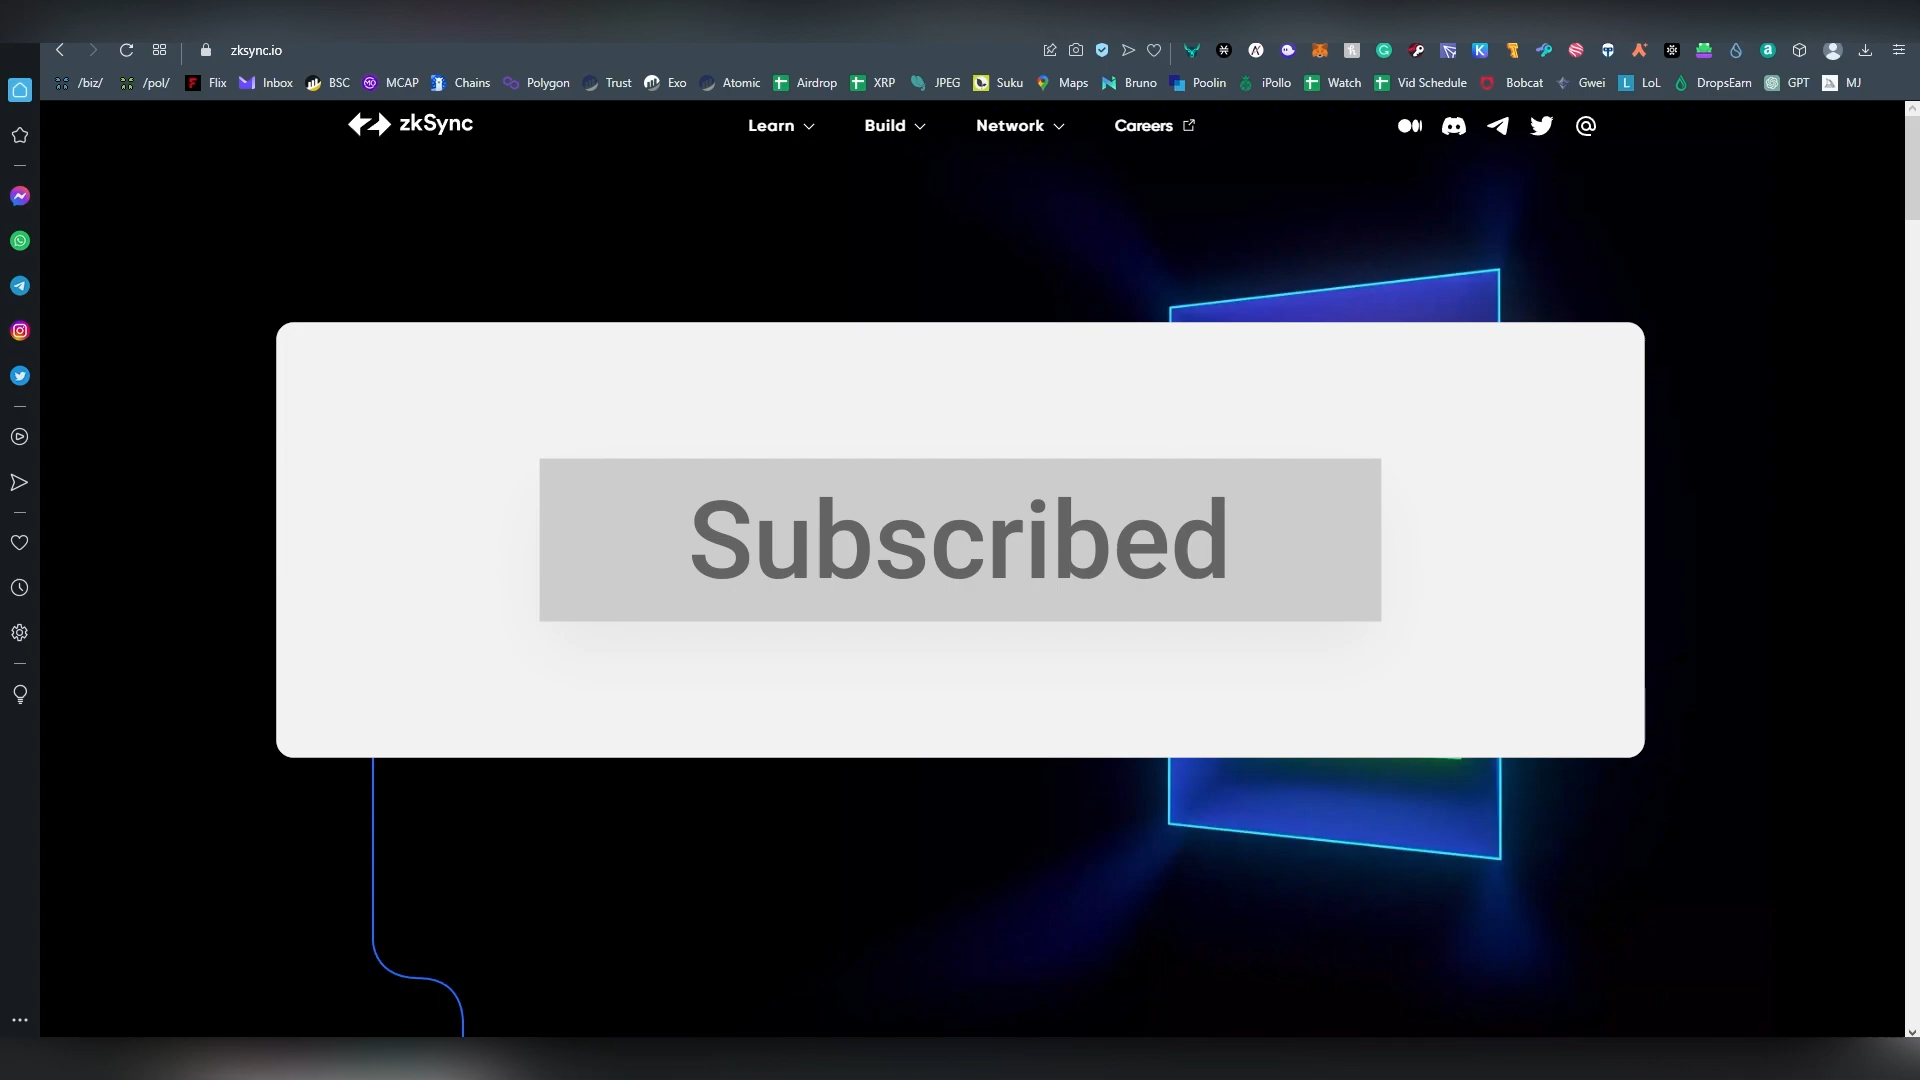 zksync.io
/biz/ /pol/ Flix Inbox BSC MCAP Chains Polygon Trust Exo Atomic Airdrop XRP JPEG Suku Maps Bruno Poolin iPollo Watch Vid Schedule Bobcat Gwei LoL DropsEarn GPT MJ
zkSync Learn Build Network Careers
Subscribed